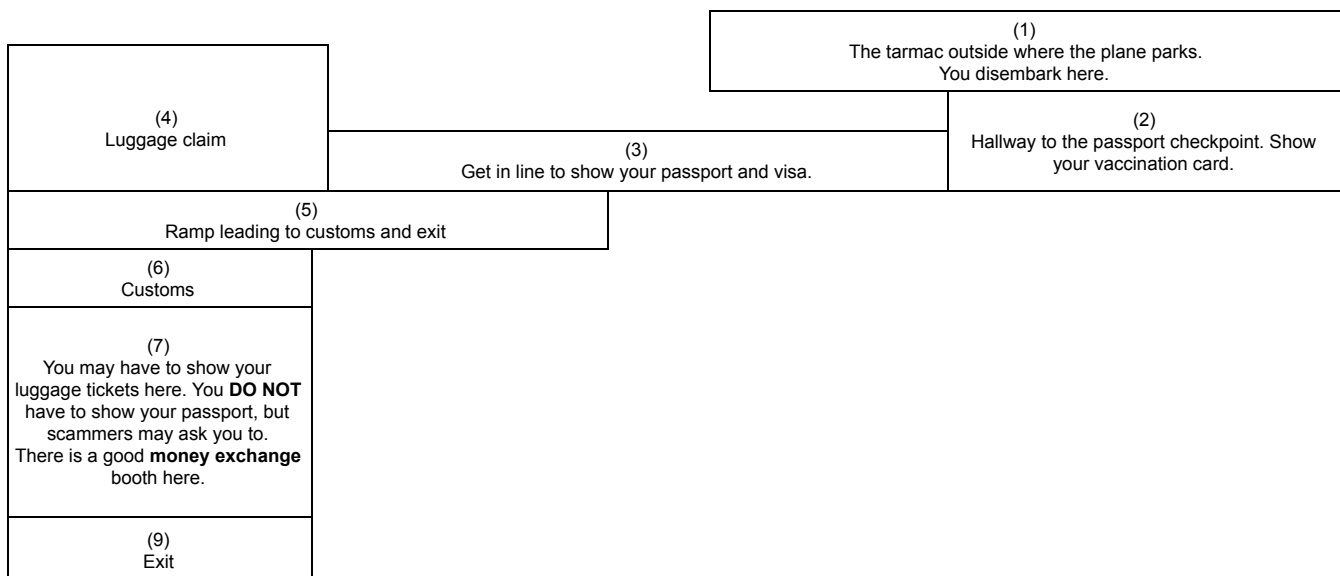 (1)
The tarmac outside where the plane parks.
You disembark here.
(2)
Hallway to the passport checkpoint. Show
your vaccination card.
(3)
Get in line to show your passport and visa.
(4)
Luggage claim
(5)
Ramp leading to customs and exit
(6)
Customs
(7)
You may have to show your
luggage tickets here. You DO NOT
have to show your passport, but
scammers may ask you to.
There is a good money exchange
booth here.
(9)
Exit